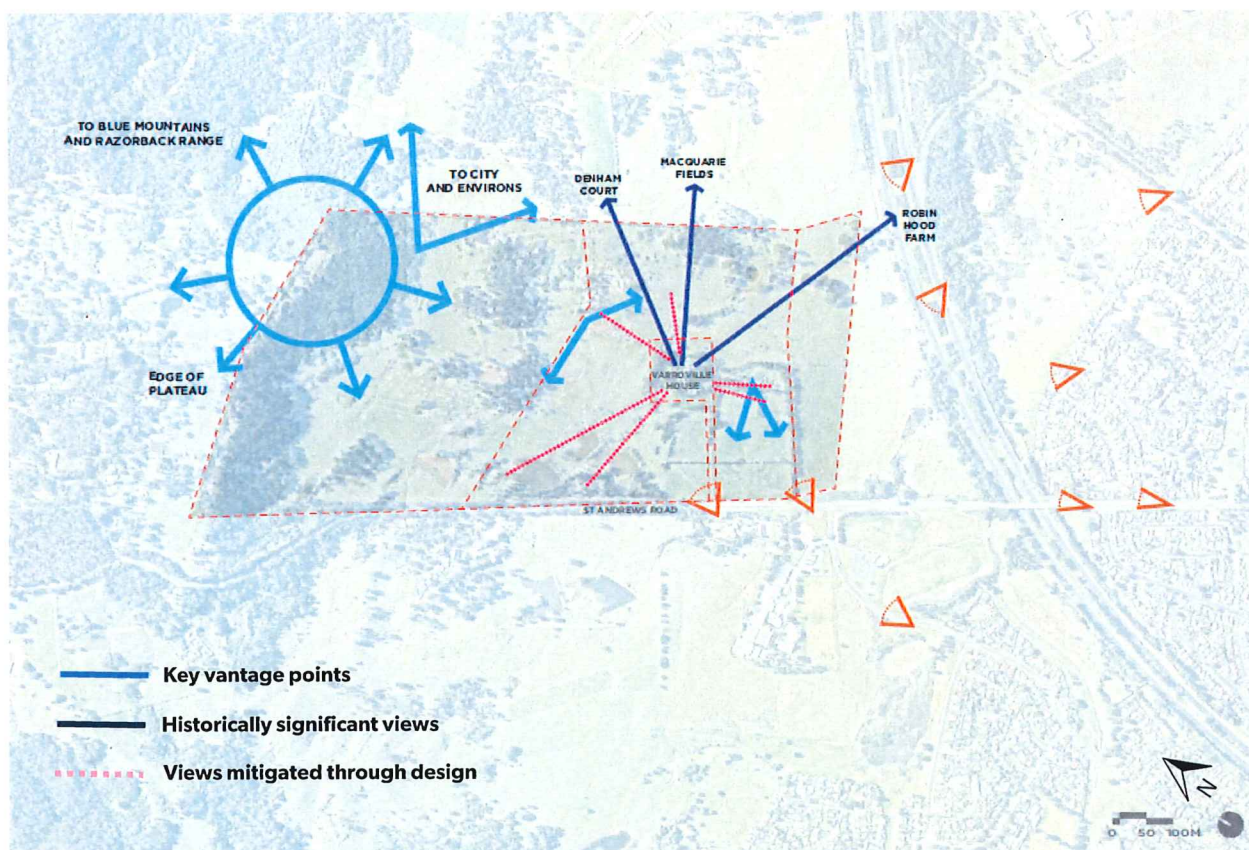 TO BLUE MOUNTAINS
AND RAZORBACK RANGE
TO CITY
AND ENVIRONS
DENHAM
COURT
MACQUARIE
FIELDS
ROBIN
HOOD
FARM
EDGE OF
PLATEAU
VARROVILLE
HOUSE
ST ANDREWS ROAD
Key vantage points
Historically significant views
Views mitigated through design
N
0 50 100M